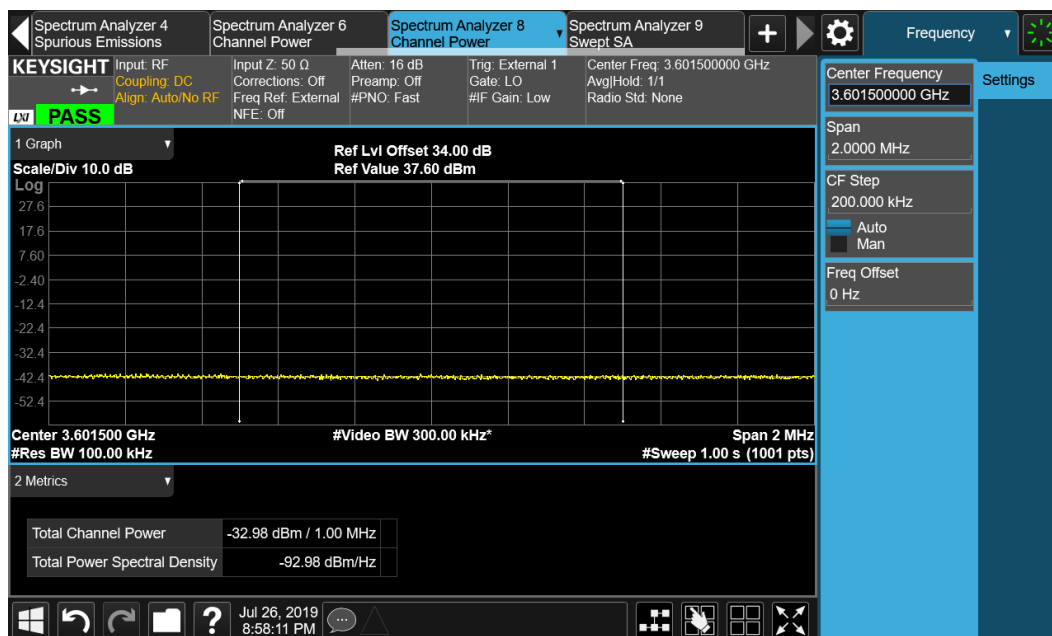 Spectrum Analyzer 4
Spurious Emissions
Spectrum Analyzer 6
Channel Power
Spectrum Analyzer 8
Channel Power
Spectrum Analyzer 9
Swept SA
Frequency
KEYSIGHT
LXI
PASS
Input: RF
Coupling: DC
Align: Auto/No RF
Input Z: 50 Ω
Corrections: Off
Freq Ref: External
NFE: Off
Atten: 16 dB
Preamp: Off
#PNO: Fast
Trig: External 1
Gate: LO
#IF Gain: Low
Center Freq: 3.601500000 GHz
Avg|Hold: 1/1
Radio Std: None
Center Frequency
3.601500000 GHz
Span
2.0000 MHz
CF Step
200.000 kHz
Auto
Man
Freq Offset
0 Hz
Settings
1 Graph
Scale/Div 10.0 dB
Ref Lvl Offset 34.00 dB
Ref Value 37.60 dBm
Log
27.6
17.6
7.60
-2.40
-12.4
-22.4
-32.4
-42.4
-52.4
Center 3.601500 GHz
#Video BW 300.00 kHz*
Span 2 MHz
#Res BW 100.00 kHz
#Sweep 1.00 s (1001 pts)
2 Metrics
Total Channel Power -32.98 dBm / 1.00 MHz
Total Power Spectral Density -92.98 dBm/Hz
?
Jul 26, 2019
8:58:11 PM